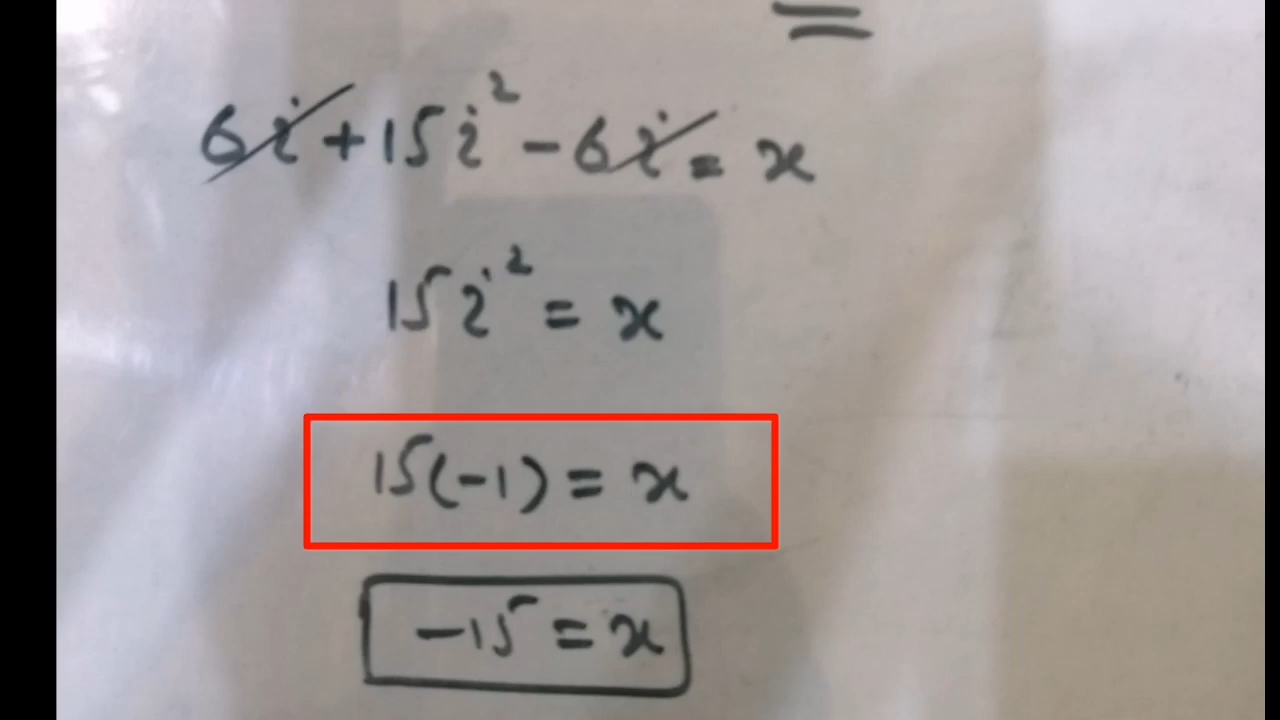 6i + 15i² - 6i = x
15i² = x
15(-1) = x
-15 = x